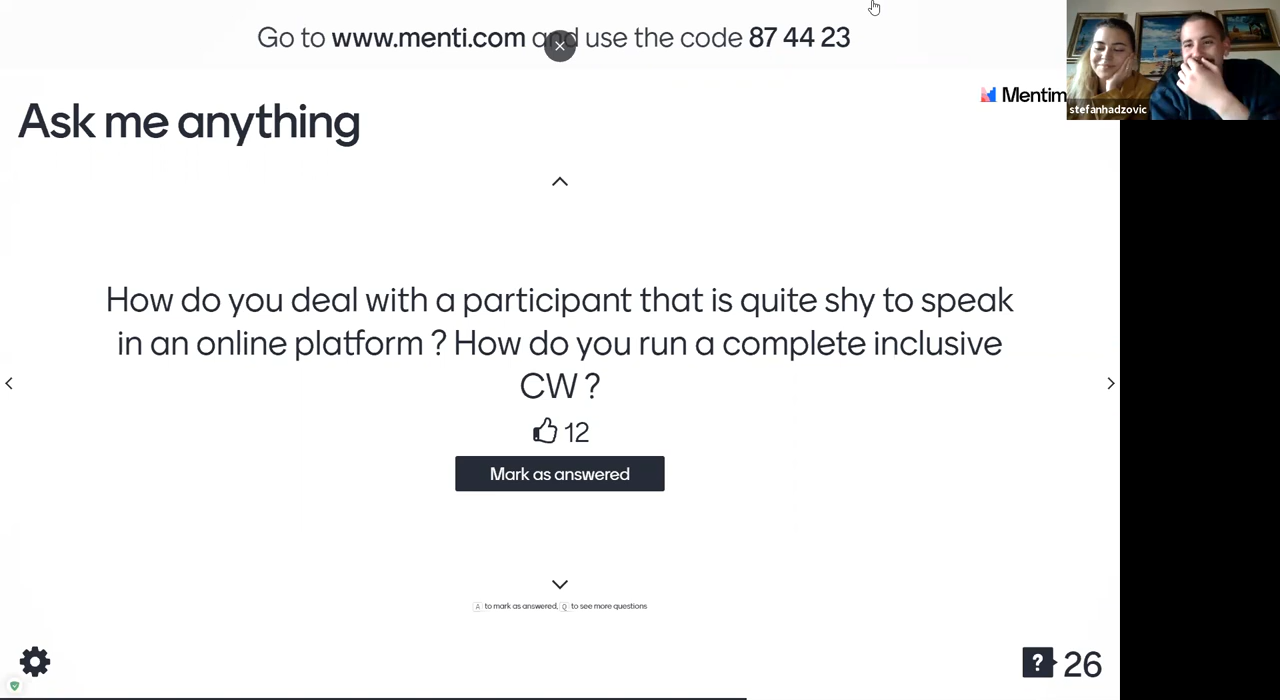 Go to www.menti.com and use the code 87 44 23
Mentim
stefanhadzovic
Ask me anything
How do you deal with a participant that is quite shy to speak
in an online platform ? How do you run a complete inclusive
CW ?
12
Mark as answered
A to mark as answered, Q to see more questions
? 26